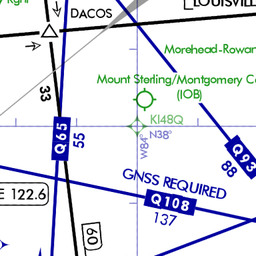 LOUISVILL
DACOS
Morehead-Rowan
Mount Sterling/Montgomery C
(IOB)
33
KI48Q
N38°
W84°
Q65
55
Q93
88
GNSS REQUIRED
Q108
137
E 122.6
60